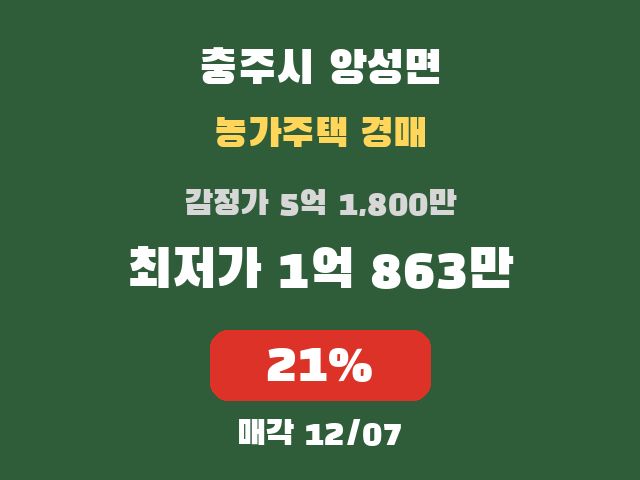 충주시 앙성면
농가주택 경매
감정가 5억 1,800만
최저가 1억 863만
21%
매각 12/07